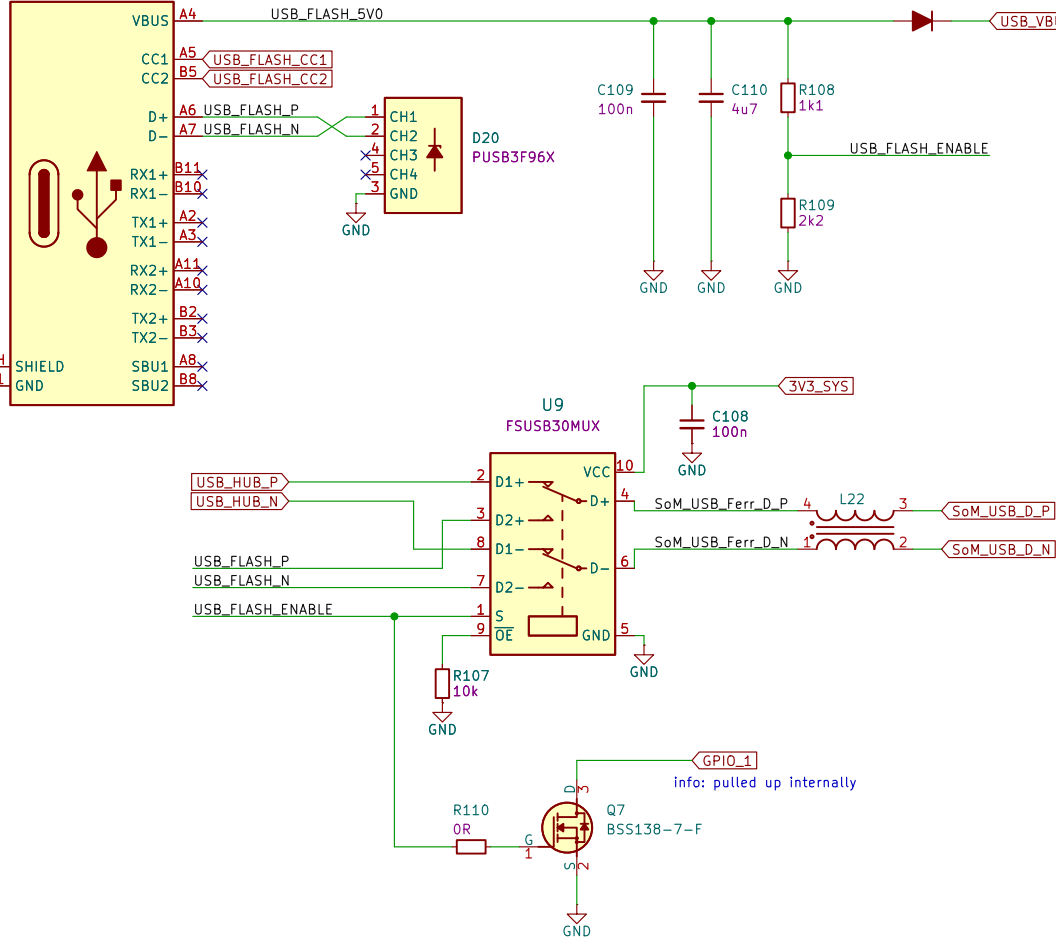 VBUS A4 USB_FLASH_5V0 USB_VBU
CC1 A5 USB_FLASH_CC1
CC2 B5 USB_FLASH_CC2
C109 100n
C110 4u7
R108 1k1
D+ A6 USB_FLASH_P
D- A7 USB_FLASH_N
1 CH1
2 CH2
4 CH3
5 CH4
3 GND
D20
PUSB3F96X
GND
USB_FLASH_ENABLE
R109
2k2
GND GND GND
RX1+ B11
RX1- B10
TX1+ A2
TX1- A3
RX2+ A11
RX2- A10
TX2+ B2
TX2- B3
SHIELD SBU1 A8
GND SBU2 B8
3V3_SYS
C108
100n
GND
U9
FSUSB30MUX
VCC 10
USB_HUB_P 2 D1+
USB_HUB_N
D+ 4 SoM_USB_Ferr_D_P 4 L22 3 SoM_USB_D_P
3 D2+
8 D1-
SoM_USB_Ferr_D_N 1 2 SoM_USB_D_N
USB_FLASH_P D- 6
USB_FLASH_N 7 D2-
USB_FLASH_ENABLE 1 S
9 OE GND 5
GND
R107
10k
GND
GPIO_1
info: pulled up internally
D 3
R110
0R
Q7
BSS138-7-F
G 1
S 2
GND